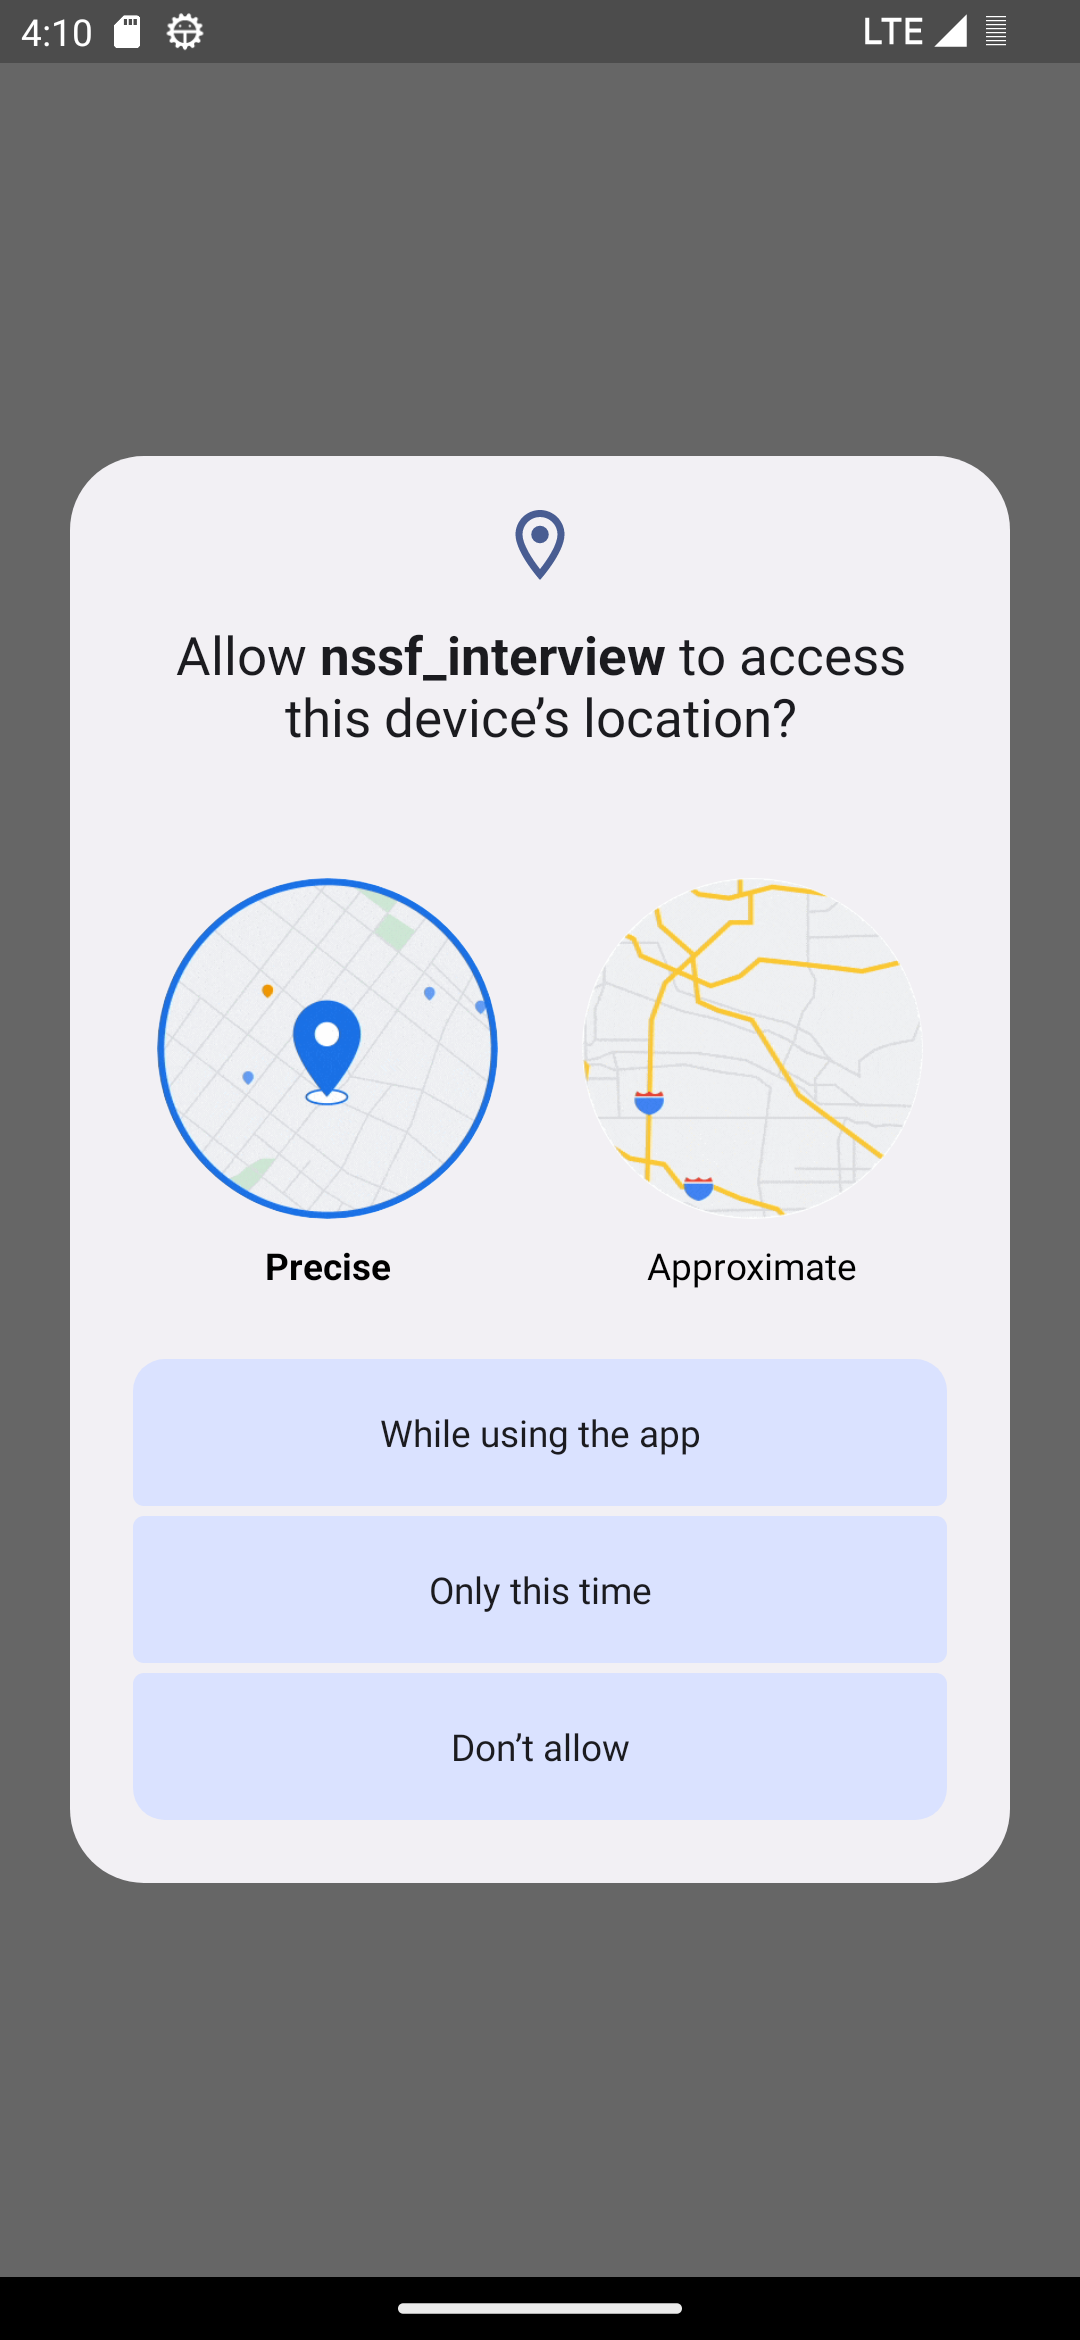 4:10 LTE
Allow nssf_interview to access
this device’s location?
Precise Approximate
While using the app
Only this time
Don’t allow